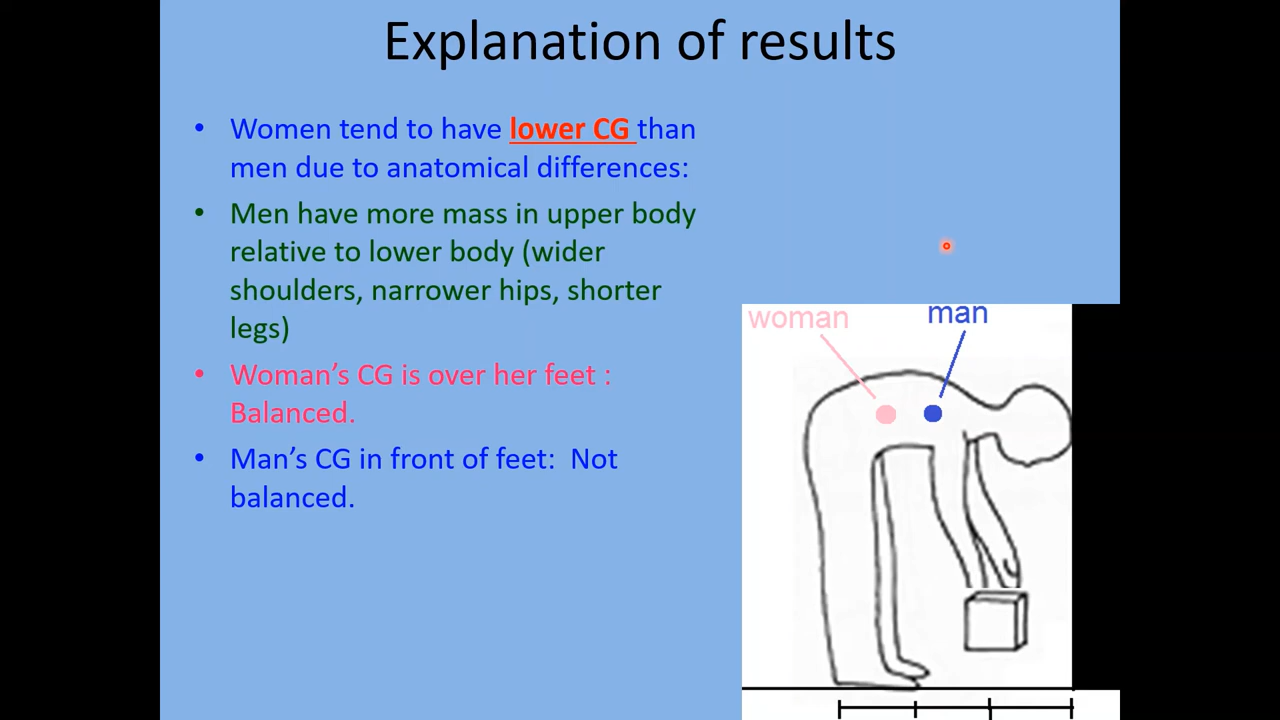 Explanation of results
• Women tend to have lower CG than
men due to anatomical differences:
• Men have more mass in upper body
relative to lower body (wider
shoulders, narrower hips, shorter
legs)
• Woman’s CG is over her feet :
Balanced.
• Man’s CG in front of feet:  Not
balanced.
woman
man